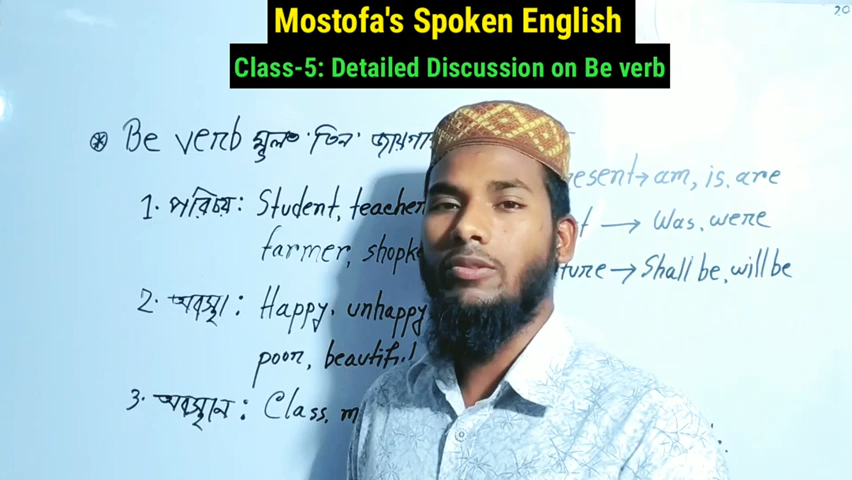 Mostofa's Spoken English
Class-5: Detailed Discussion on Be verb
20
* Be verb মূলত 'তিন' জায়গা
1. পরিচয়: Student, teacher
farmer, shopke
2. অবস্থা: Happy, unhappy,
poor, beautiful
3. অবস্থান: Class, m
resent → am, is, are
t → Was, were
ture → Shall be, will be